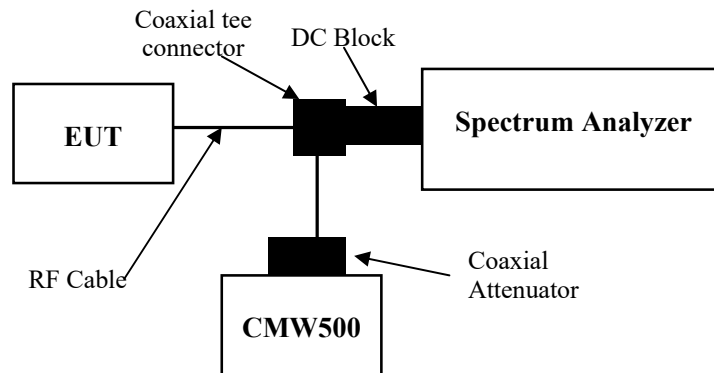 Coaxial tee
connector
DC Block
EUT
Spectrum Analyzer
RF Cable
Coaxial
Attenuator
CMW500